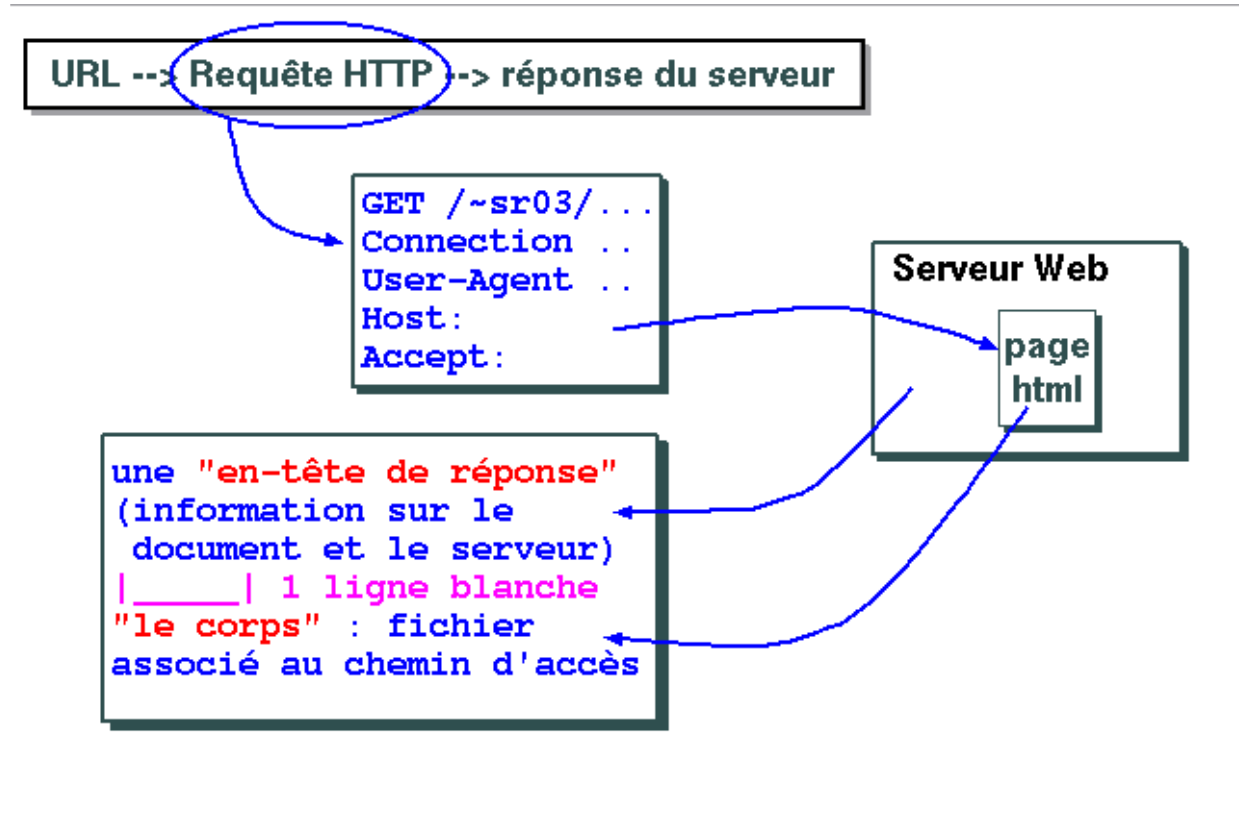 URL --> Requête HTTP --> réponse du serveur
GET /~sr03/...
Connection ..
User-Agent ..
Host:
Accept:
Serveur Web
page
html
une "en-tête de réponse"
(information sur le
document et le serveur)
|_____| 1 ligne blanche
"le corps" : fichier
associé au chemin d'accès